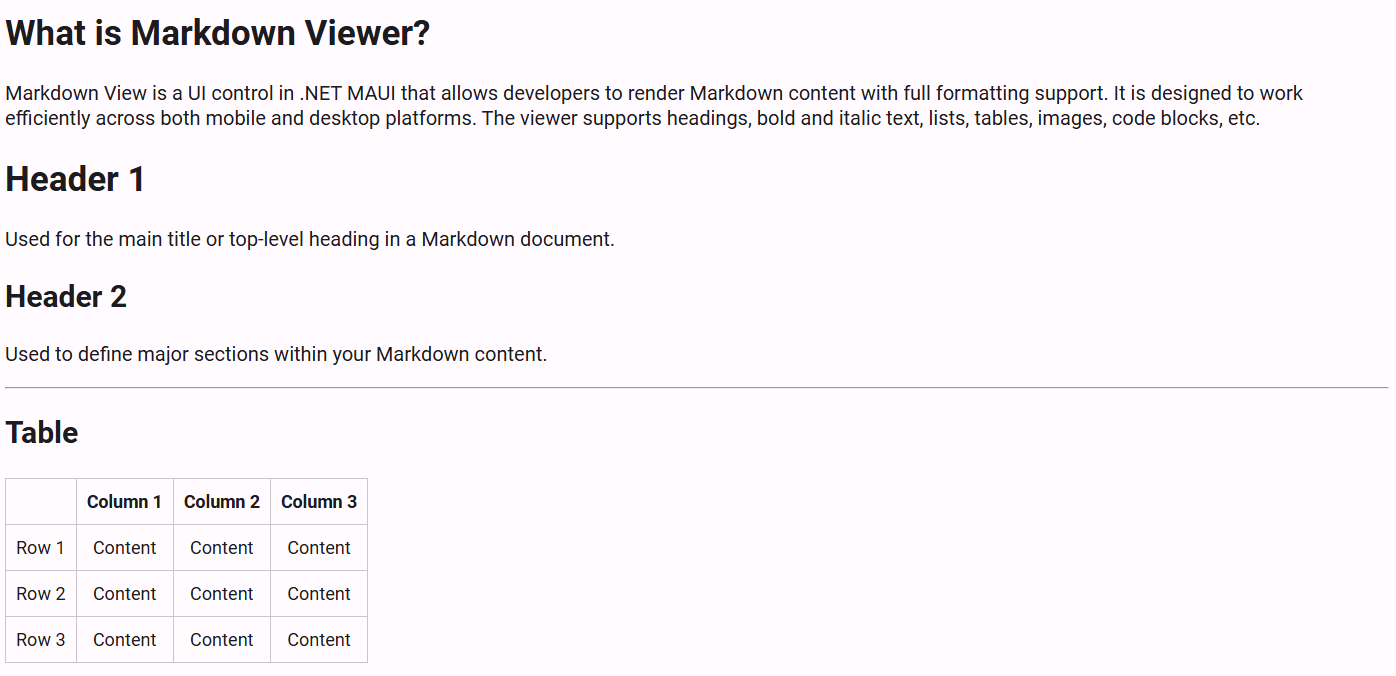 What is Markdown Viewer?
Markdown View is a UI control in .NET MAUI that allows developers to render Markdown content with full formatting support. It is designed to work
efficiently across both mobile and desktop platforms. The viewer supports headings, bold and italic text, lists, tables, images, code blocks, etc.
Header 1
Used for the main title or top-level heading in a Markdown document.
Header 2
Used to define major sections within your Markdown content.
Table
Column 1 Column 2 Column 3
Row 1 Content Content Content
Row 2 Content Content Content
Row 3 Content Content Content